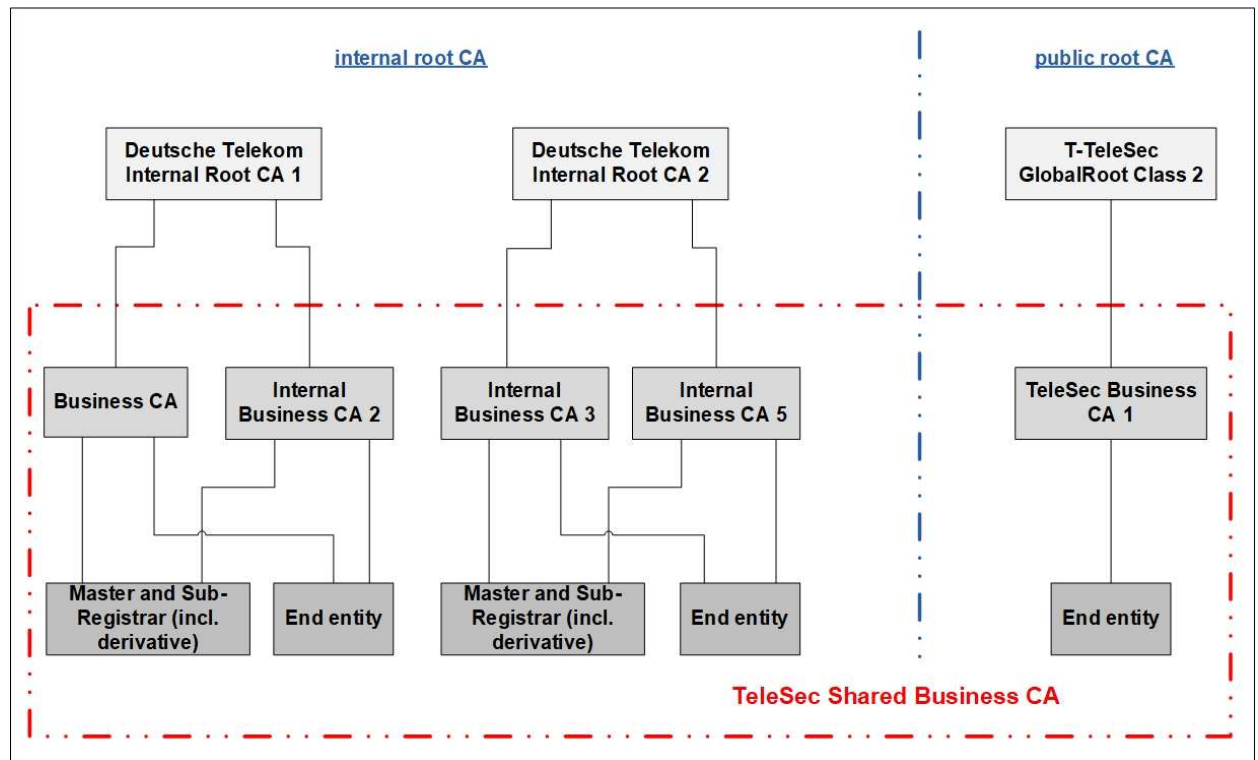 internal root CA
public root CA
Deutsche Telekom
Internal Root CA 1
Deutsche Telekom
Internal Root CA 2
T-TeleSec
GlobalRoot Class 2
Business CA
Internal
Business CA 2
Internal
Business CA 3
Internal
Business CA 5
TeleSec Business
CA 1
Master and Sub-
Registrar (incl.
derivative)
End entity
Master and Sub-
Registrar (incl.
derivative)
End entity
End entity
TeleSec Shared Business CA